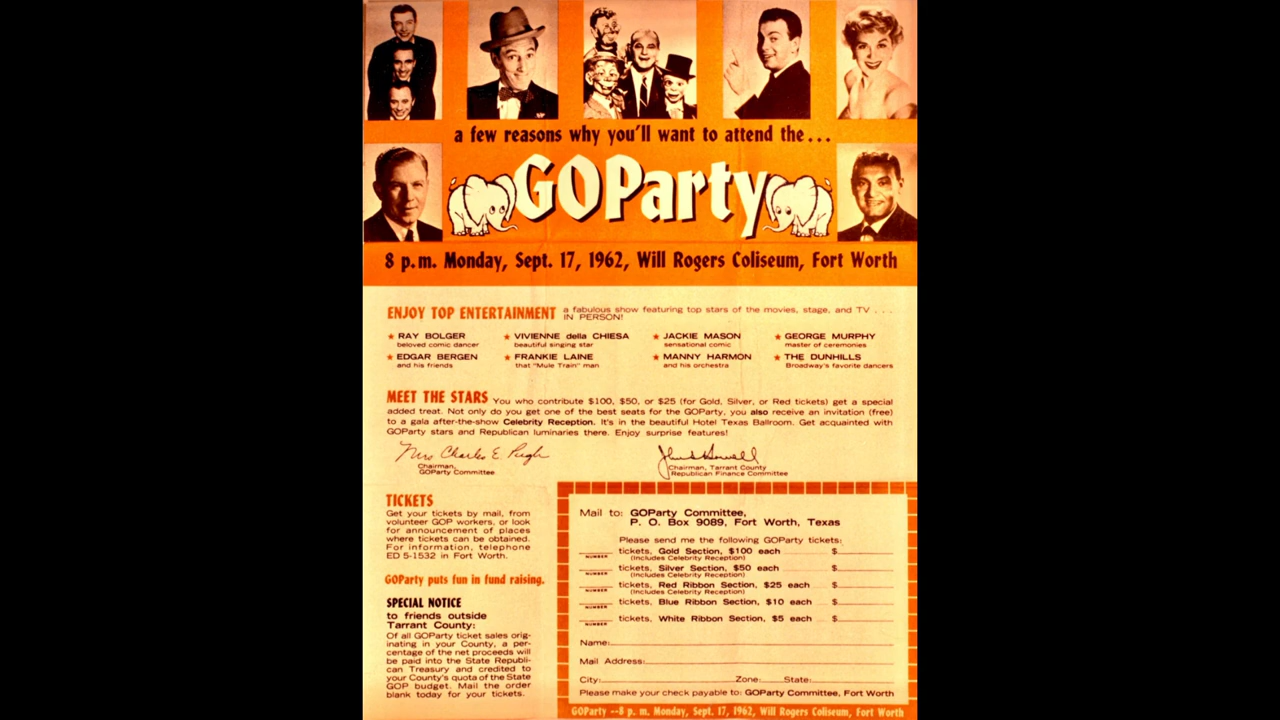 a few reasons why you'll want to attend the...
GOParty
8 p.m. Monday, Sept. 17, 1962, Will Rogers Coliseum, Fort Worth
ENJOY TOP ENTERTAINMENT a fabulous show featuring top stars of the movies, stage, and TV . . .
IN PERSON!
★ RAY BOLGER
beloved comic dancer
★ VIVIENNE della CHIESA
beautiful singing star
★ JACKIE MASON
sensational comic
★ GEORGE MURPHY
master of ceremonies
★ EDGAR BERGEN
and his friends
★ FRANKIE LAINE
that "Mule Train" man
★ MANNY HARMON
and his orchestra
★ THE DUNHILLS
Broadway's favorite dancers
MEET THE STARS You who contribute $100, $50, or $25 (for Gold, Silver, or Red tickets) get a special
added treat. Not only do you get one of the best seats for the GOParty, you also receive an invitation (free)
to a gala after-the-show Celebrity Reception. It's in the beautiful Hotel Texas Ballroom. Get acquainted with
GOParty stars and Republican luminaries there. Enjoy surprise features!
Mrs Charles E. Pugh
Chairman,
GOParty Committee
Chairman, Tarrant County
Republican Finance Committee
TICKETS
Get your tickets by mail, from
volunteer GOP workers, or look
for announcement of places
where tickets can be obtained.
For information, telephone
ED 5-1532 in Fort Worth.
GOParty puts fun in fund raising.
SPECIAL NOTICE
to friends outside
Tarrant County:
Of all GOParty ticket sales orig-
inating in your County, a per-
centage of the net proceeds will
be paid into the State Republi-
can Treasury and credited to
your County's quota of the State
GOP budget. Mail the order
blank today for your tickets.
Mail to: GOParty Committee,
P. O. Box 9089, Fort Worth, Texas
Please send me the following GOParty tickets:
tickets, Gold Section, $100 each $
NUMBER (Includes Celebrity Reception)
tickets, Silver Section, $50 each $
NUMBER (Includes Celebrity Reception)
tickets, Red Ribbon Section, $25 each $
NUMBER (Includes Celebrity Reception)
tickets, Blue Ribbon Section, $10 each $
NUMBER
tickets, White Ribbon Section, $5 each $
NUMBER
Name:
Mail Address:
City: Zone: State:
Please make your check payable to: GOParty Committee, Fort Worth
GOParty--8 p. m. Monday, Sept. 17, 1962, Will Rogers Coliseum, Fort Worth